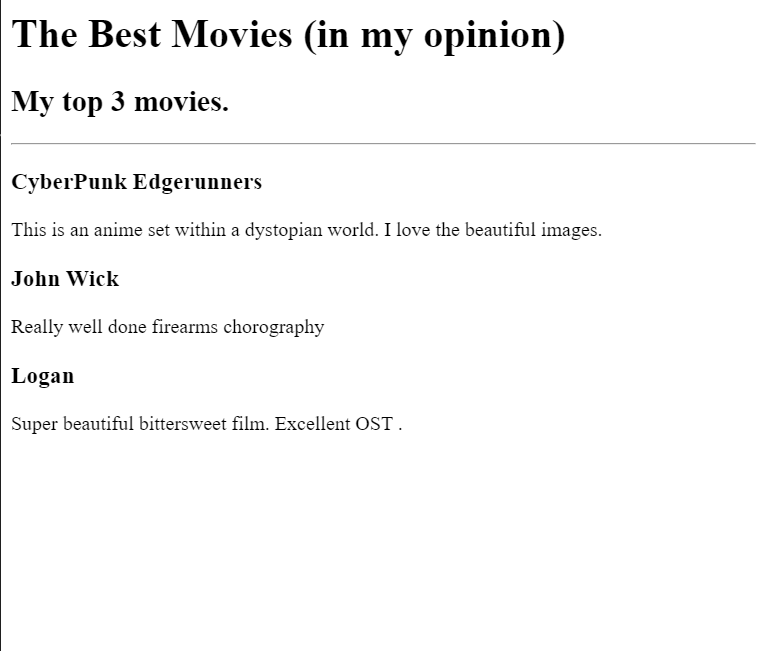 The Best Movies (in my opinion)
My top 3 movies.
CyberPunk Edgerunners
This is an anime set within a dystopian world. I love the beautiful images.
John Wick
Really well done firearms chorography
Logan
Super beautiful bittersweet film. Excellent OST .